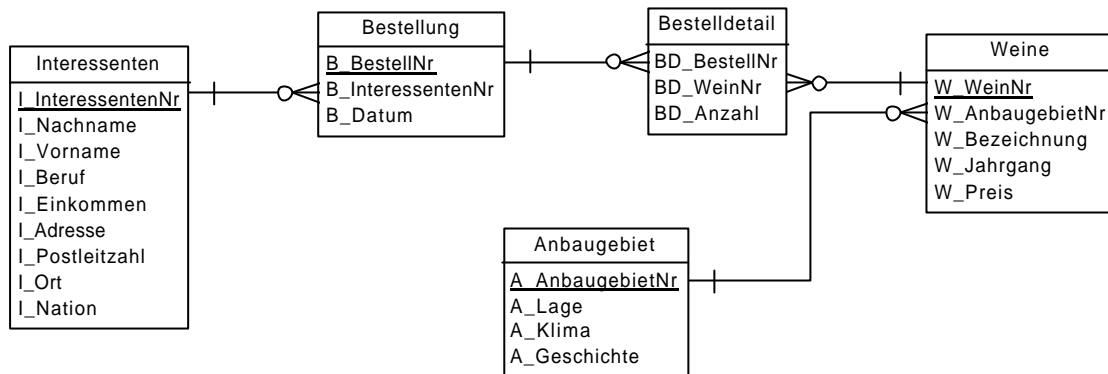 Interessenten
I_InteressentenNr
I_Nachname
I_Vorname
I_Beruf
I_Einkommen
I_Adresse
I_Postleitzahl
I_Ort
I_Nation
Bestellung
B_BestellNr
B_InteressentenNr
B_Datum
Bestelldetail
BD_BestellNr
BD_WeinNr
BD_Anzahl
Weine
W_WeinNr
W_AnbaugebietNr
W_Bezeichnung
W_Jahrgang
W_Preis
Anbaugebiet
A_AnbaugebietNr
A_Lage
A_Klima
A_Geschichte